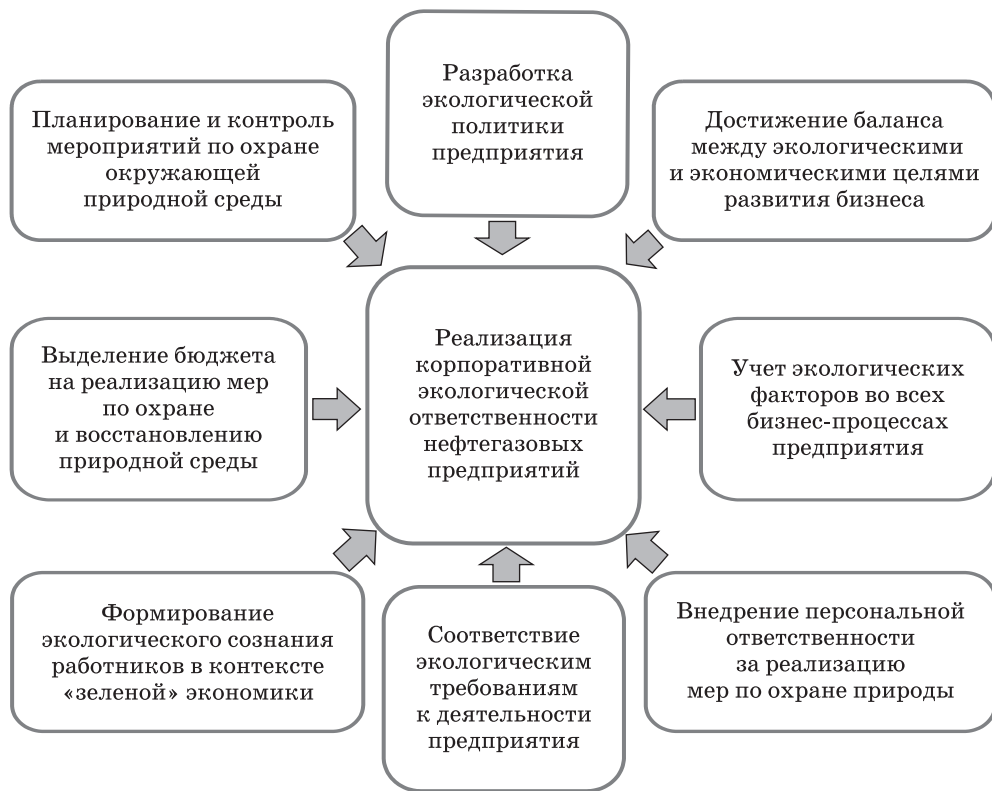 Разработка
экологической
политики
предприятия
Планирование и контроль
мероприятий по охране
окружающей
природной среды
Достижение баланса
между экологическими
и экономическими целями
развития бизнеса
Выделение бюджета
на реализацию мер
по охране
и восстановлению
природной среды
Реализация
корпоративной
экологической
ответственности
нефтегазовых
предприятий
Учет экологических
факторов во всех
бизнес-процессах
предприятия
Формирование
экологического сознания
работников в контексте
«зеленой» экономики
Соответствие
экологическим
требованиям
к деятельности
предприятия
Внедрение персональной
ответственности
за реализацию
мер по охране природы